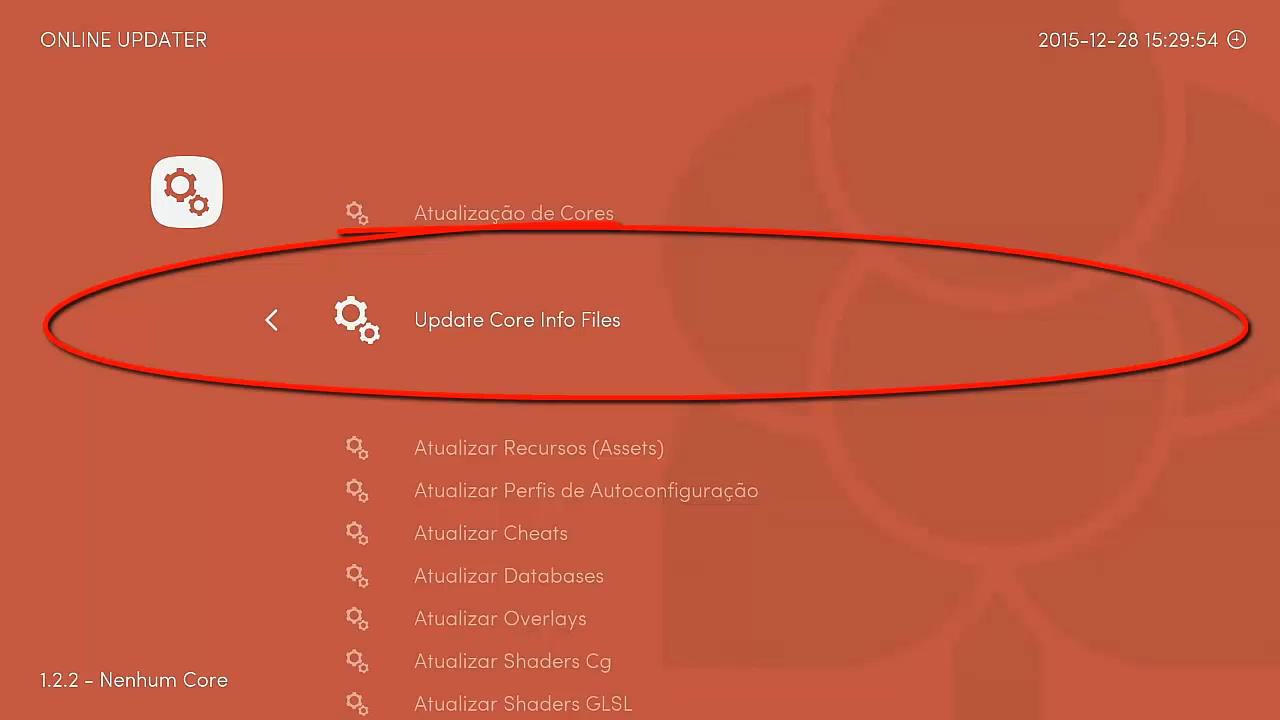 ONLINE UPDATER
2015-12-28 15:29:54
Atualização de Cores
Update Core Info Files
Atualizar Recursos (Assets)
Atualizar Perfis de Autoconfiguração
Atualizar Cheats
Atualizar Databases
Atualizar Overlays
Atualizar Shaders Cg
Atualizar Shaders GLSL
1.2.2 - Nenhum Core